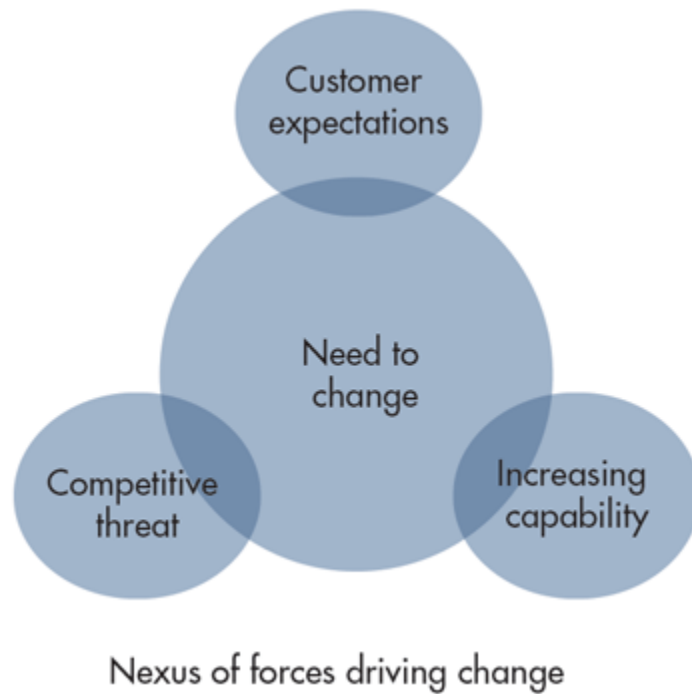 Customer
expectations
Need to
change
Competitive
threat
Increasing
capability
Nexus of forces driving change